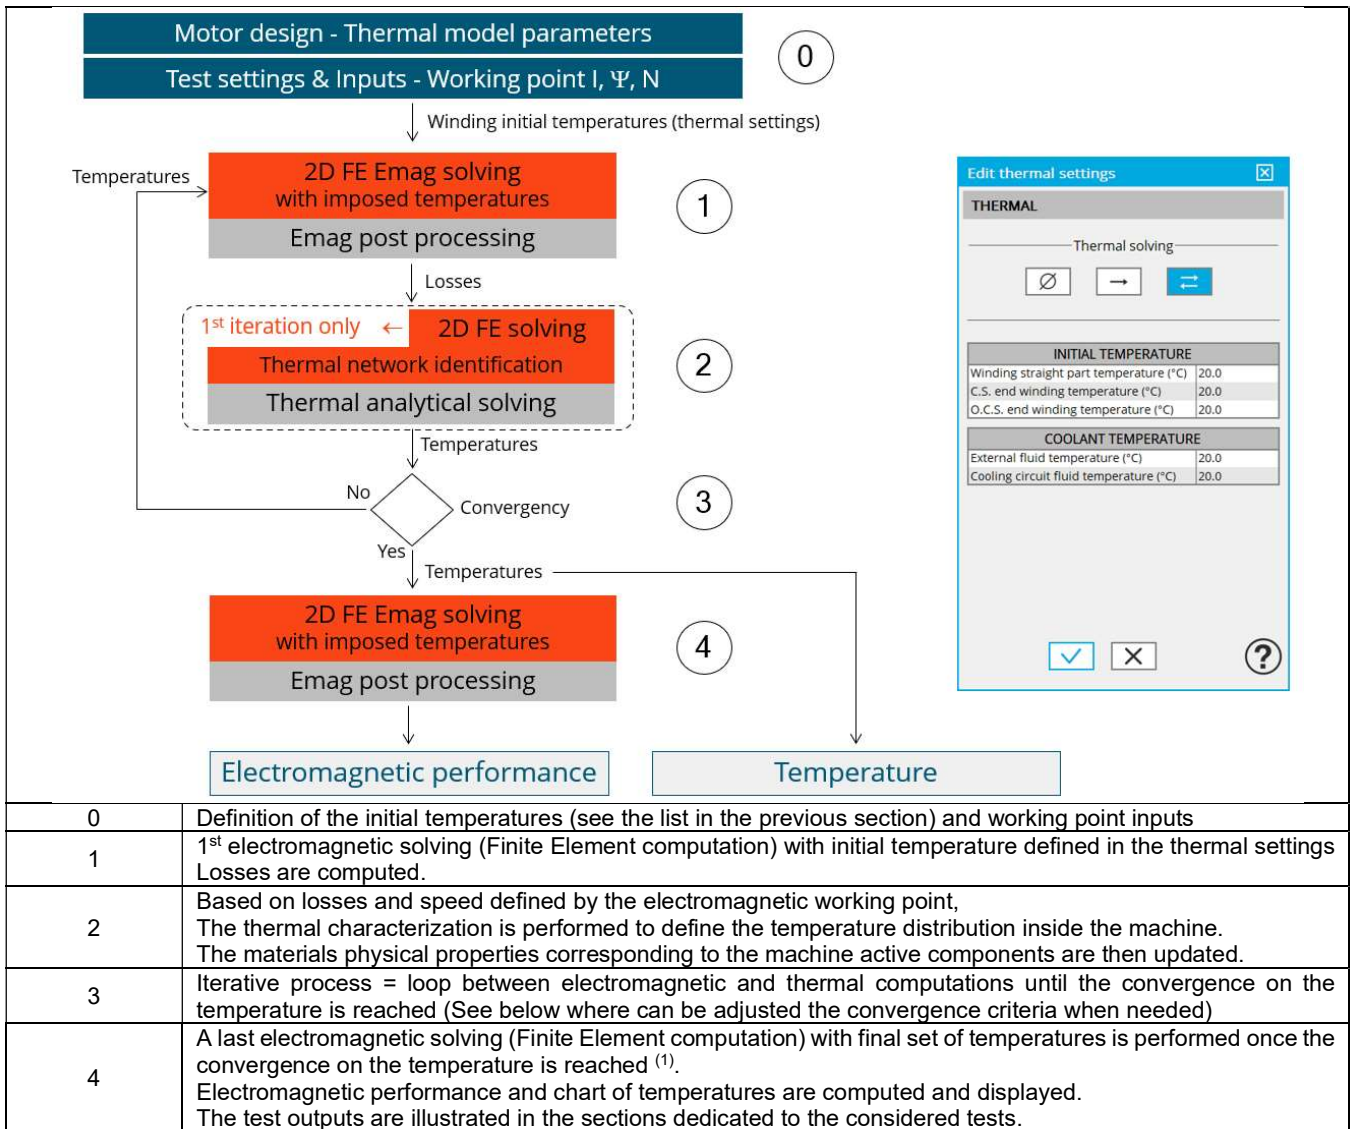 Motor design - Thermal model parameters
Test settings & Inputs - Working point I, Ψ, N
0
Winding initial temperatures (thermal settings)
Temperatures
2D FE Emag solving
with imposed temperatures
Emag post processing
1
Losses
1st iteration only ← 2D FE solving
Thermal network identification
Thermal analytical solving
2
Temperatures
No
Convergency
3
Yes
Temperatures
2D FE Emag solving
with imposed temperatures
Emag post processing
4
Electromagnetic performance
Temperature
Edit thermal settings
THERMAL
Thermal solving
INITIAL TEMPERATURE
Winding straight part temperature (°C) 20.0
C.S. end winding temperature (°C) 20.0
O.C.S. end winding temperature (°C) 20.0
COOLANT TEMPERATURE
External fluid temperature (°C) 20.0
Cooling circuit fluid temperature (°C) 20.0
?
0 Definition of the initial temperatures (see the list in the previous section) and working point inputs
1 1st electromagnetic solving (Finite Element computation) with initial temperature defined in the thermal settings
Losses are computed.
2 Based on losses and speed defined by the electromagnetic working point,
The thermal characterization is performed to define the temperature distribution inside the machine.
The materials physical properties corresponding to the machine active components are then updated.
3 Iterative process = loop between electromagnetic and thermal computations until the convergence on the
temperature is reached (See below where can be adjusted the convergence criteria when needed)
4 A last electromagnetic solving (Finite Element computation) with final set of temperatures is performed once the
convergence on the temperature is reached (1).
Electromagnetic performance and chart of temperatures are computed and displayed.
The test outputs are illustrated in the sections dedicated to the considered tests.